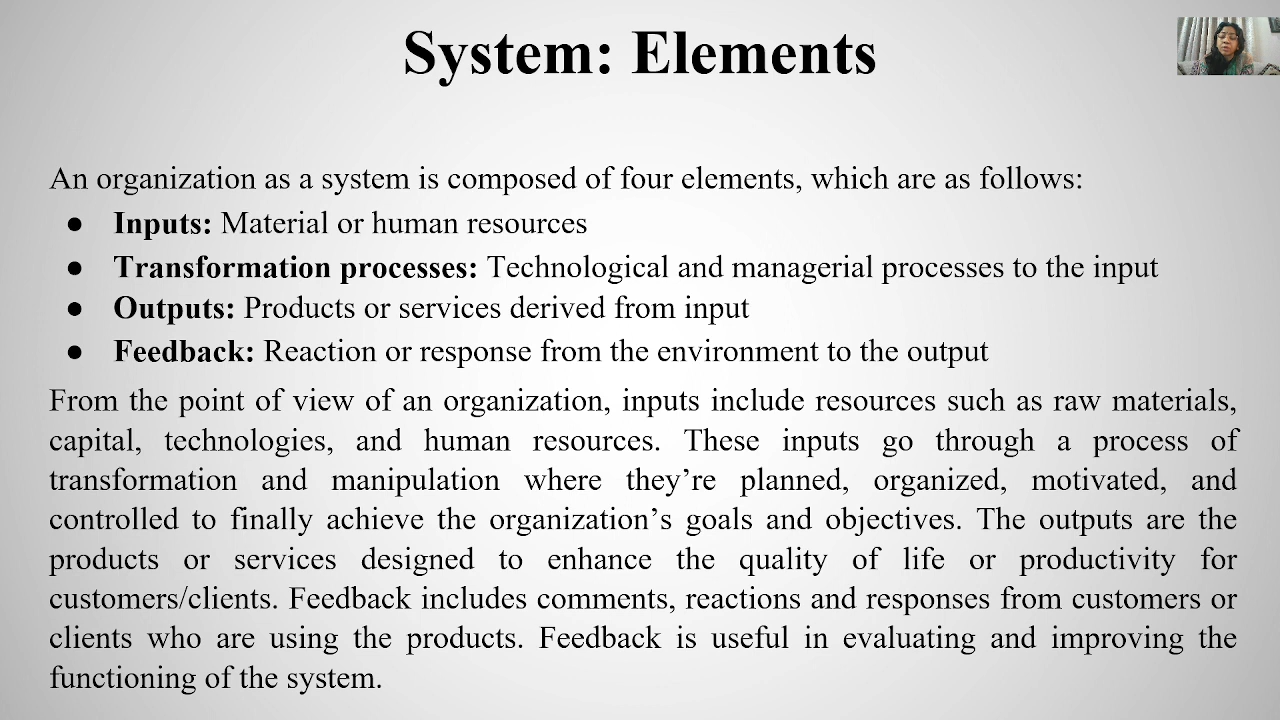 System: Elements
An organization as a system is composed of four elements, which are as follows:
● Inputs: Material or human resources
● Transformation processes: Technological and managerial processes to the input
● Outputs: Products or services derived from input
● Feedback: Reaction or response from the environment to the output
From the point of view of an organization, inputs include resources such as raw materials,
capital, technologies, and human resources. These inputs go through a process of
transformation and manipulation where they’re planned, organized, motivated, and
controlled to finally achieve the organization’s goals and objectives. The outputs are the
products or services designed to enhance the quality of life or productivity for
customers/clients. Feedback includes comments, reactions and responses from customers or
clients who are using the products. Feedback is useful in evaluating and improving the
functioning of the system.